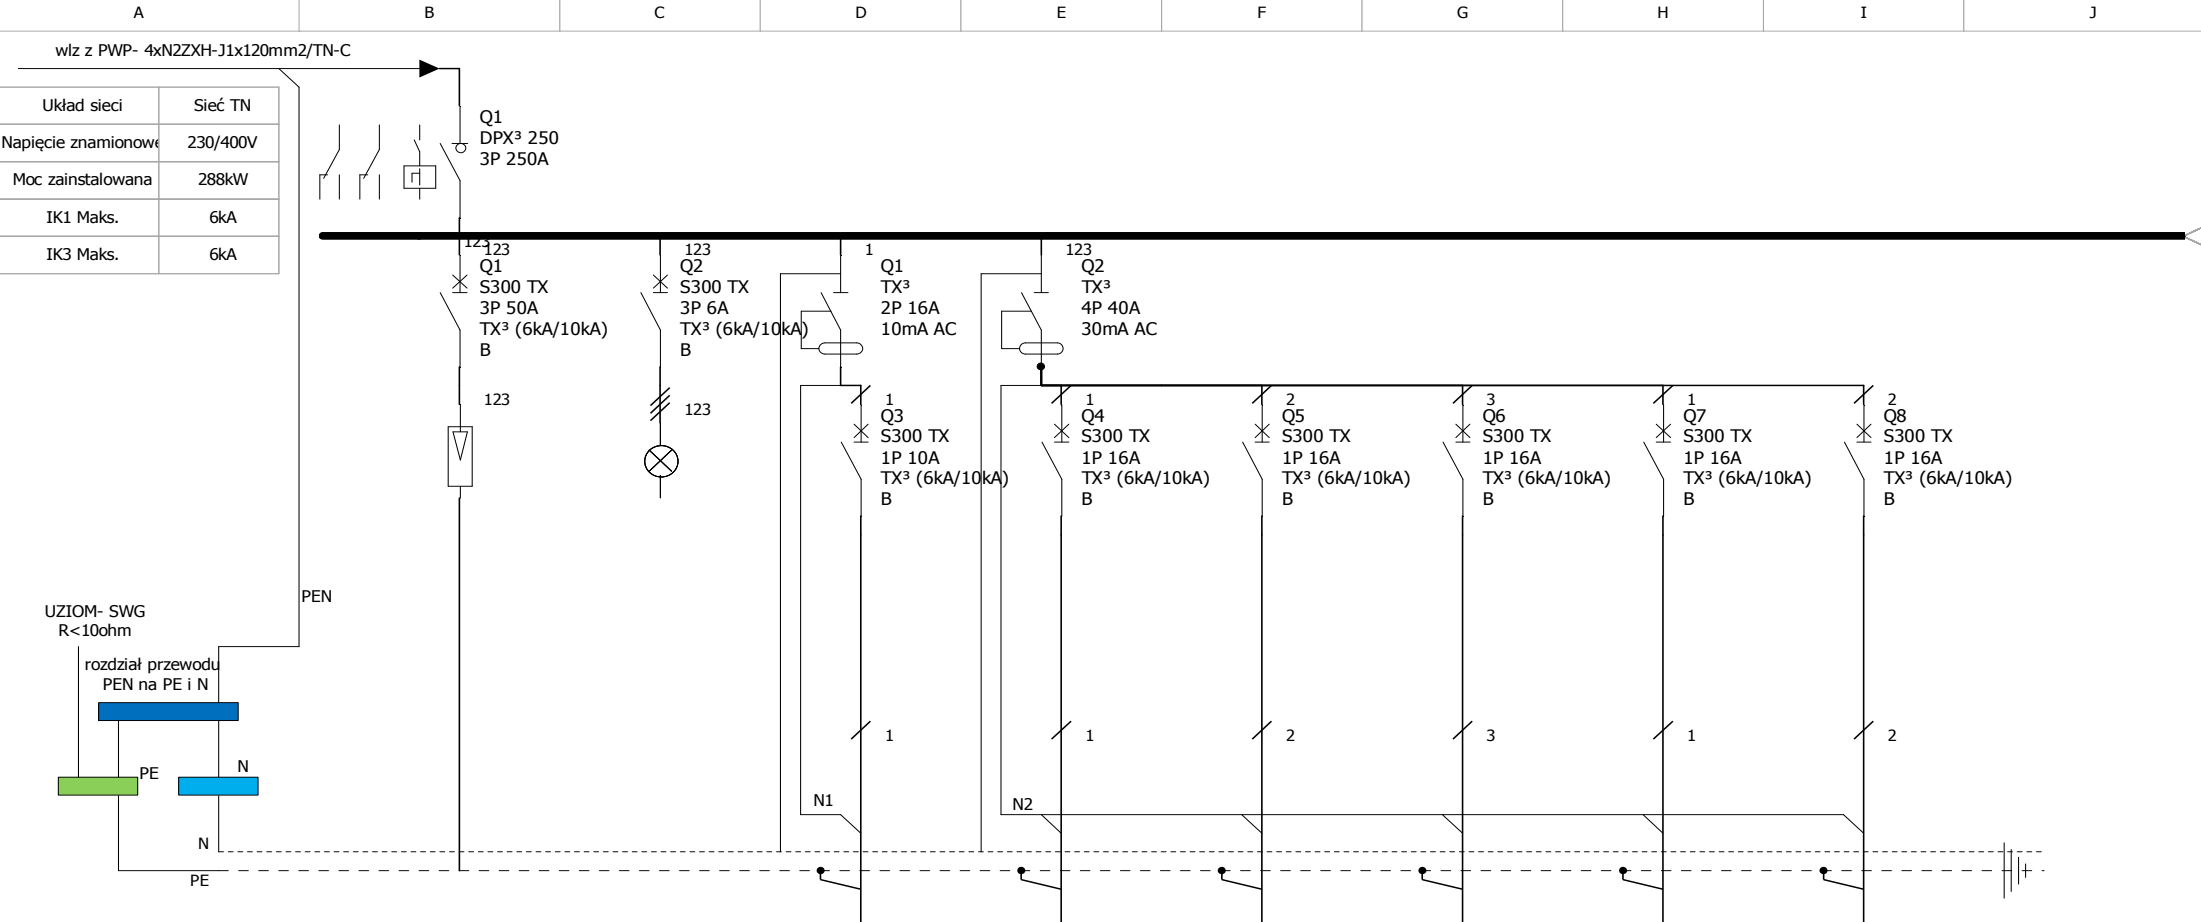 A B C D E F G H I J
wlz z PWP- 4xN2ZXH-J1x120mm2/TN-C
Układ sieci Sieć TN
Napięcie znamionowe 230/400V
Moc zainstalowana 288kW
IK1 Maks. 6kA
IK3 Maks. 6kA
Q1
DPX³ 250
3P 250A
123
123
Q1
S300 TX
3P 50A
TX³ (6kA/10kA)
B
123
123
Q2
S300 TX
3P 6A
TX³ (6kA/10kA)
B
123
1
Q1
TX³
2P 16A
10mA AC
123
Q2
TX³
4P 40A
30mA AC
1
Q3
S300 TX
1P 10A
TX³ (6kA/10kA)
B
1
Q4
S300 TX
1P 16A
TX³ (6kA/10kA)
B
2
Q5
S300 TX
1P 16A
TX³ (6kA/10kA)
B
3
Q6
S300 TX
1P 16A
TX³ (6kA/10kA)
B
1
Q7
S300 TX
1P 16A
TX³ (6kA/10kA)
B
2
Q8
S300 TX
1P 16A
TX³ (6kA/10kA)
B
PEN
UZIOM- SWG
R<10ohm
rozdział przewodu
PEN na PE i N
1 1 2 3 1 2
PE N
N1 N2
N
PE